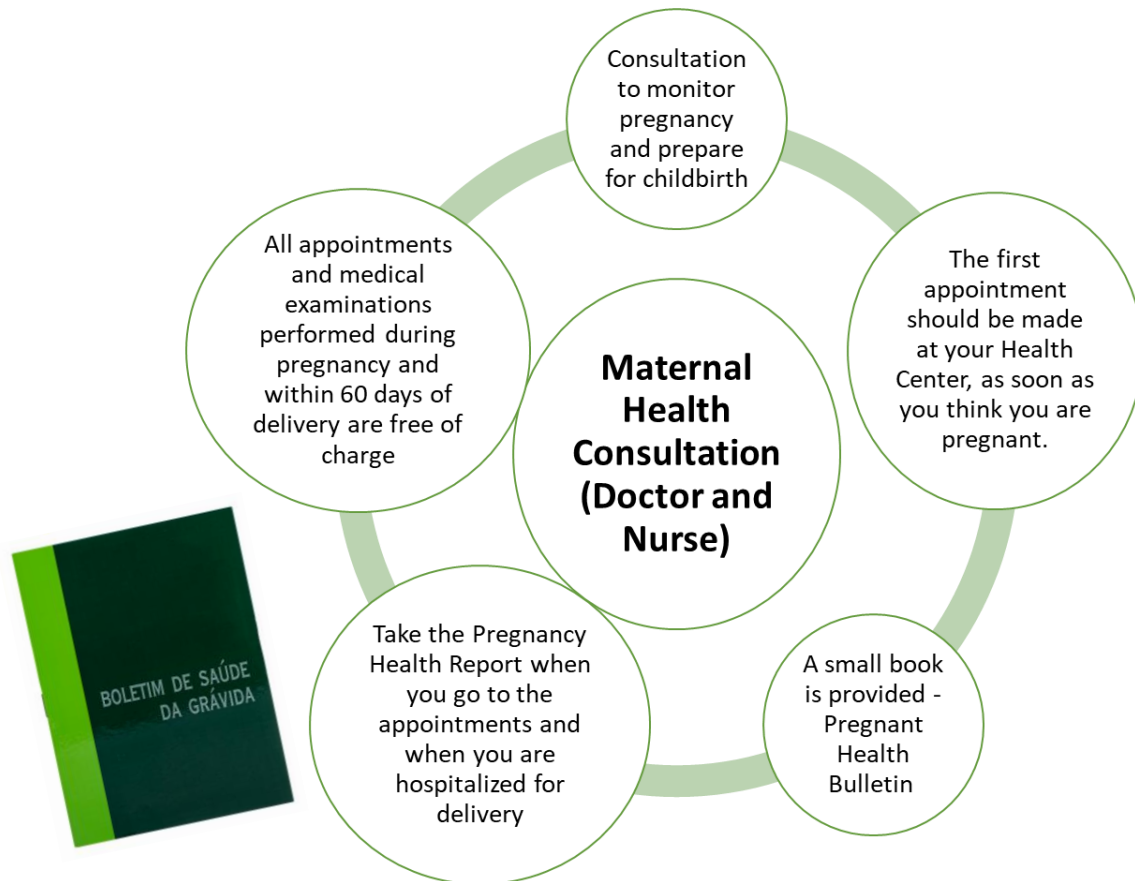 Consultation
to monitor
pregnancy
and prepare
for childbirth
The first
appointment
should be made
at your Health
Center, as soon as
you think you are
pregnant.
A small book
is provided -
Pregnant
Health
Bulletin
Take the Pregnancy
Health Report when
you go to the
appointments and
when you are
hospitalized for
delivery
All appointments
and medical
examinations
performed during
pregnancy and
within 60 days of
delivery are free of
charge
Maternal
Health
Consultation
(Doctor and
Nurse)
BOLETIM DE SAÚDE
DA GRÁVIDA